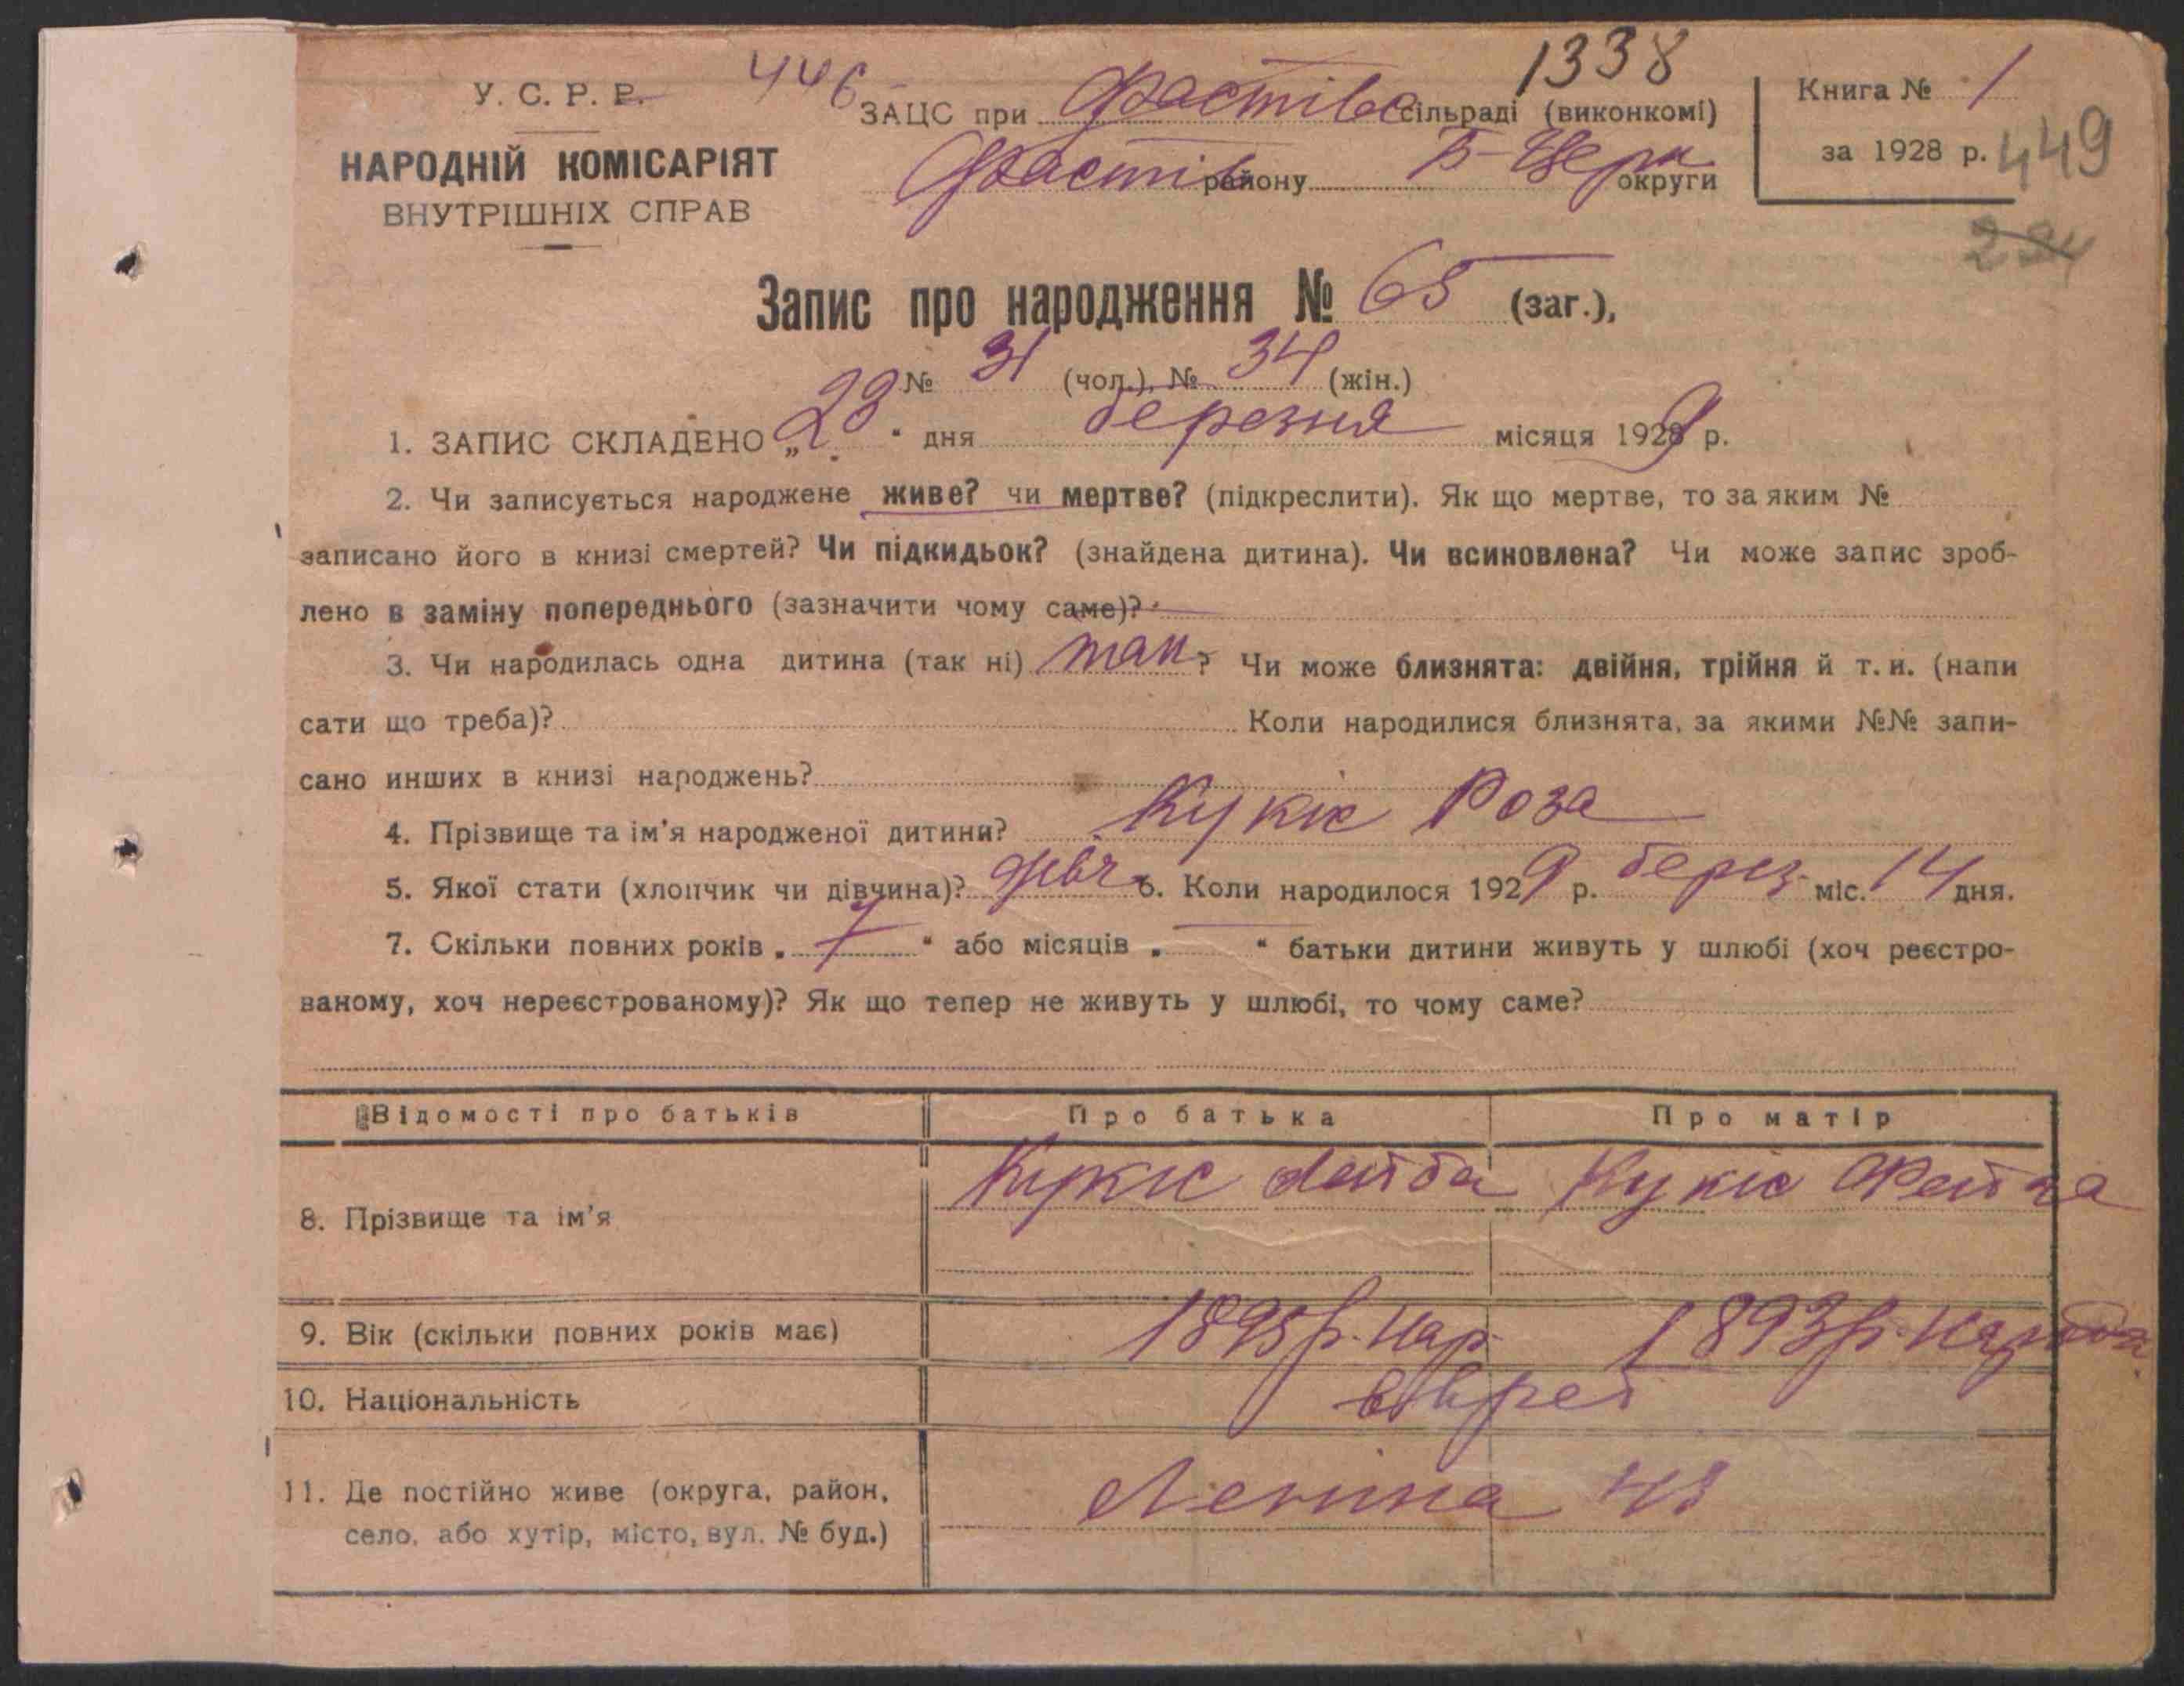 1338
У. С. Р. Р. 446 ЗАЦС при Фастівс сільраді (виконкомі) Книга № 1
НАРОДНІЙ КОМІСАРІЯТ Фастів району Б-Церк округи за 1928 р. 449
ВНУТРІШНІХ СПРАВ
Запис про народження № 65 (заг.),
№ 31 (чол.), № 34 (жін.)
1. ЗАПИС СКЛАДЕНО „23“ дня березня місяця 1929 р.
2. Чи записується народжене живе? чи мертве? (підкреслити). Як що мертве, то за яким №
записано його в книзі смертей? Чи підкидьок? (знайдена дитина). Чи всиновлена? Чи може запис зроб-
лено в заміну попереднього (зазначити чому саме)?
3. Чи народилась одна дитина (так ні) так? Чи може близнята: двійня, трійня й т. и. (напи
сати що треба)? Коли народилися близнята, за якими №№ запи-
сано инших в книзі народжень?
4. Прізвище та ім'я народженої дитини? Кукіс Роза
5. Якої стати (хлопчик чи дівчина)? дівч 6. Коли народилося 1929 р. берез. міс. 14 дня.
7. Скільки повних років „7“ або місяців „ “ батьки дитини живуть у шлюбі (хоч реєстро-
ваному, хоч нереєстрованому)? Як що тепер не живуть у шлюбі, то чому саме?
Відомості про батьків Про батька Про матір
8. Прізвище та ім'я Кукіс Лейба Кукіс Фейга
9. Вік (скільки повних років має) 1895 р. нар. 1893 р.
10. Національність євреї
11. Де постійно живе (округа, район, Леніна
село, або хутір, місто, вул. № буд.)